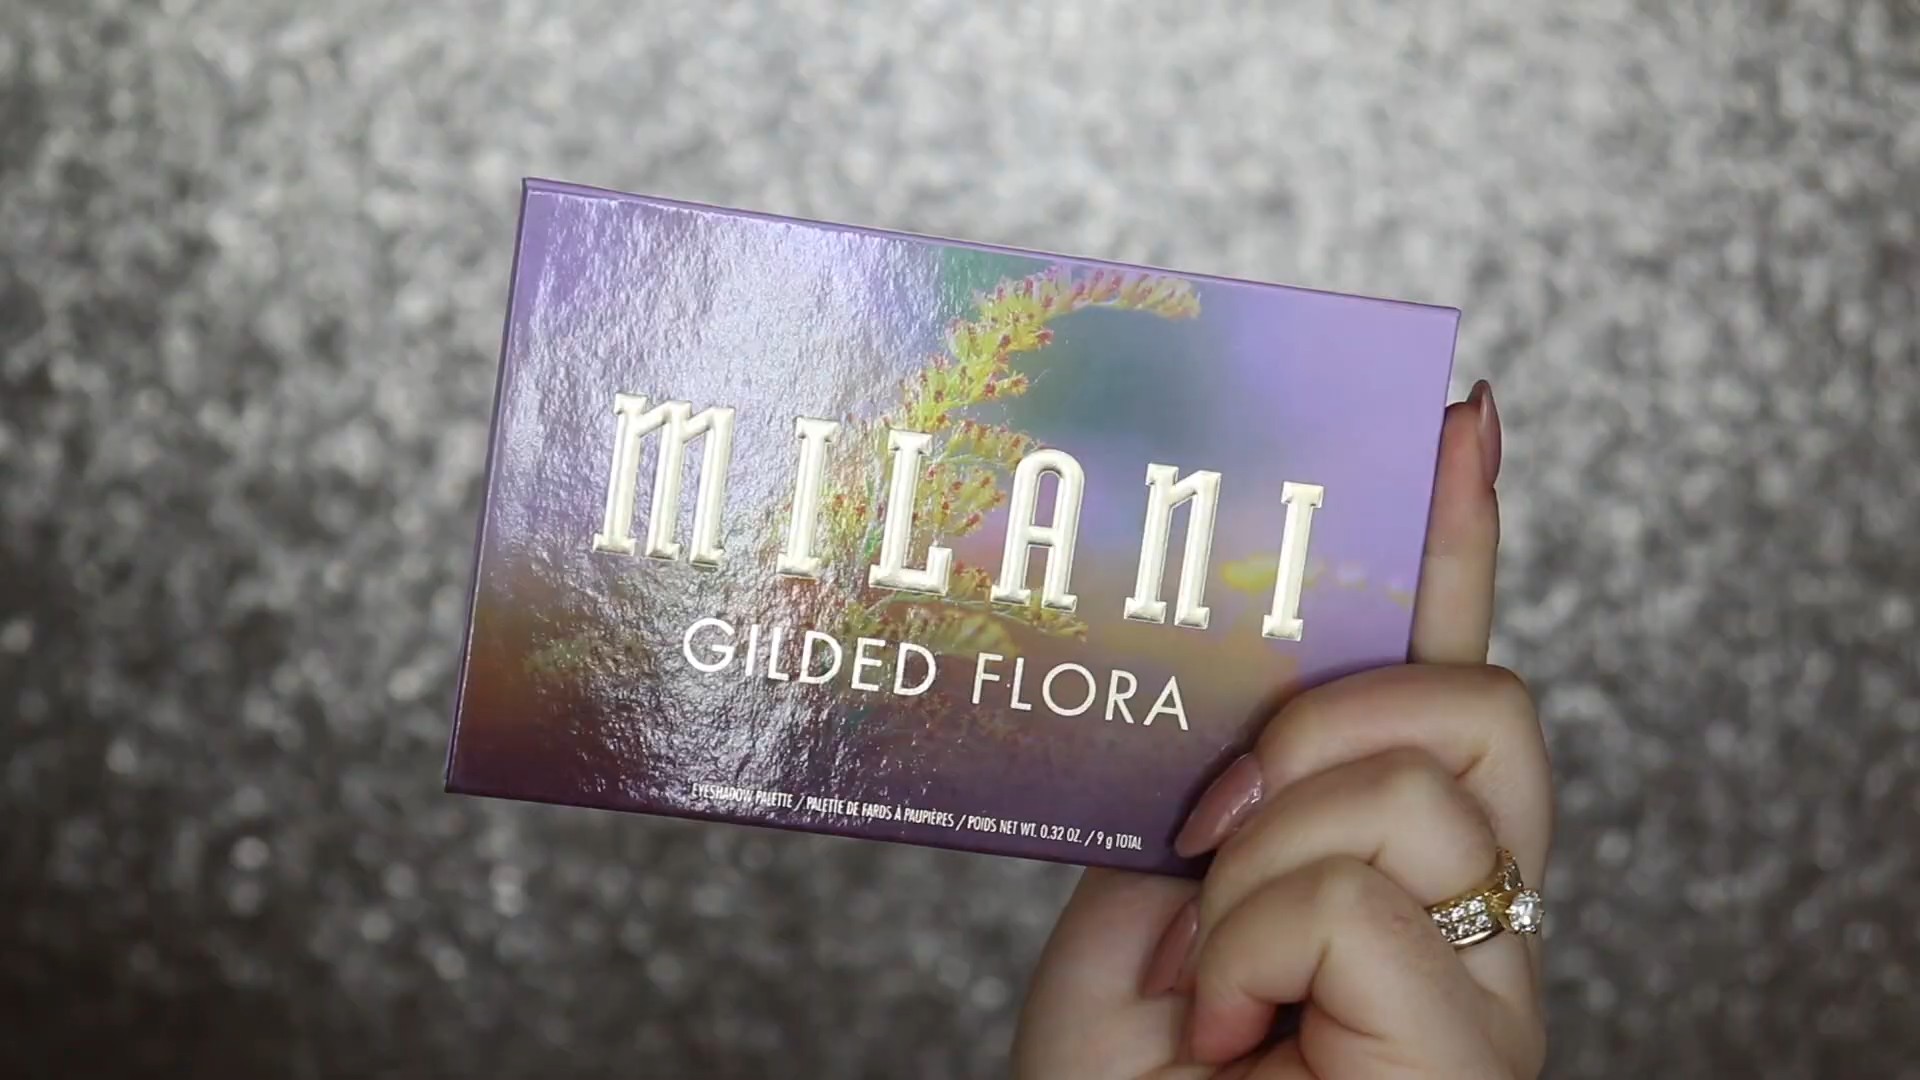 MILANI
GILDED FLORA
EYESHADOW PALETTE / PALETTE DE FARDS À PAUPIÈRES / POIDS NET WT. 0.32 OZ. / 9 g TOTAL